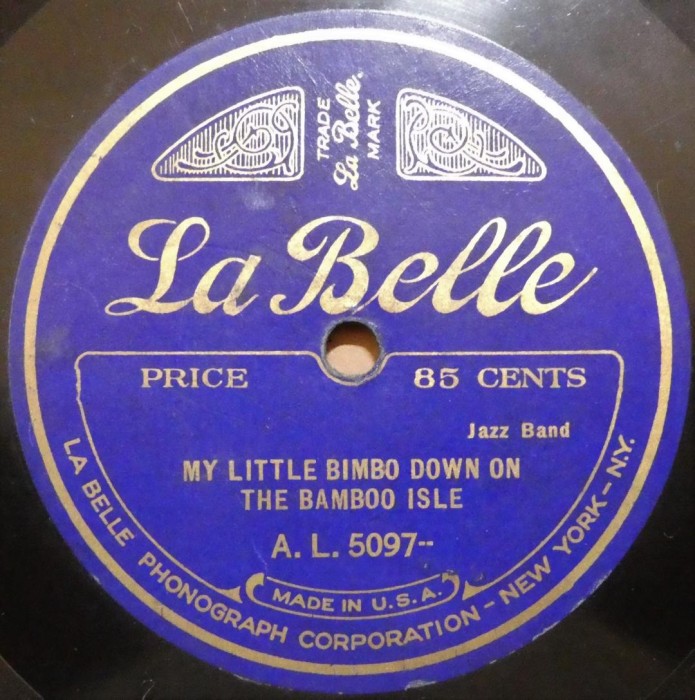 TRADE
La Belle.
MARK
La Belle
PRICE 85 CENTS
Jazz Band
MY LITTLE BIMBO DOWN ON
THE BAMBOO ISLE
A. L. 5097--
MADE IN U.S.A.
LA BELLE PHONOGRAPH CORPORATION - NEW YORK - N.Y.